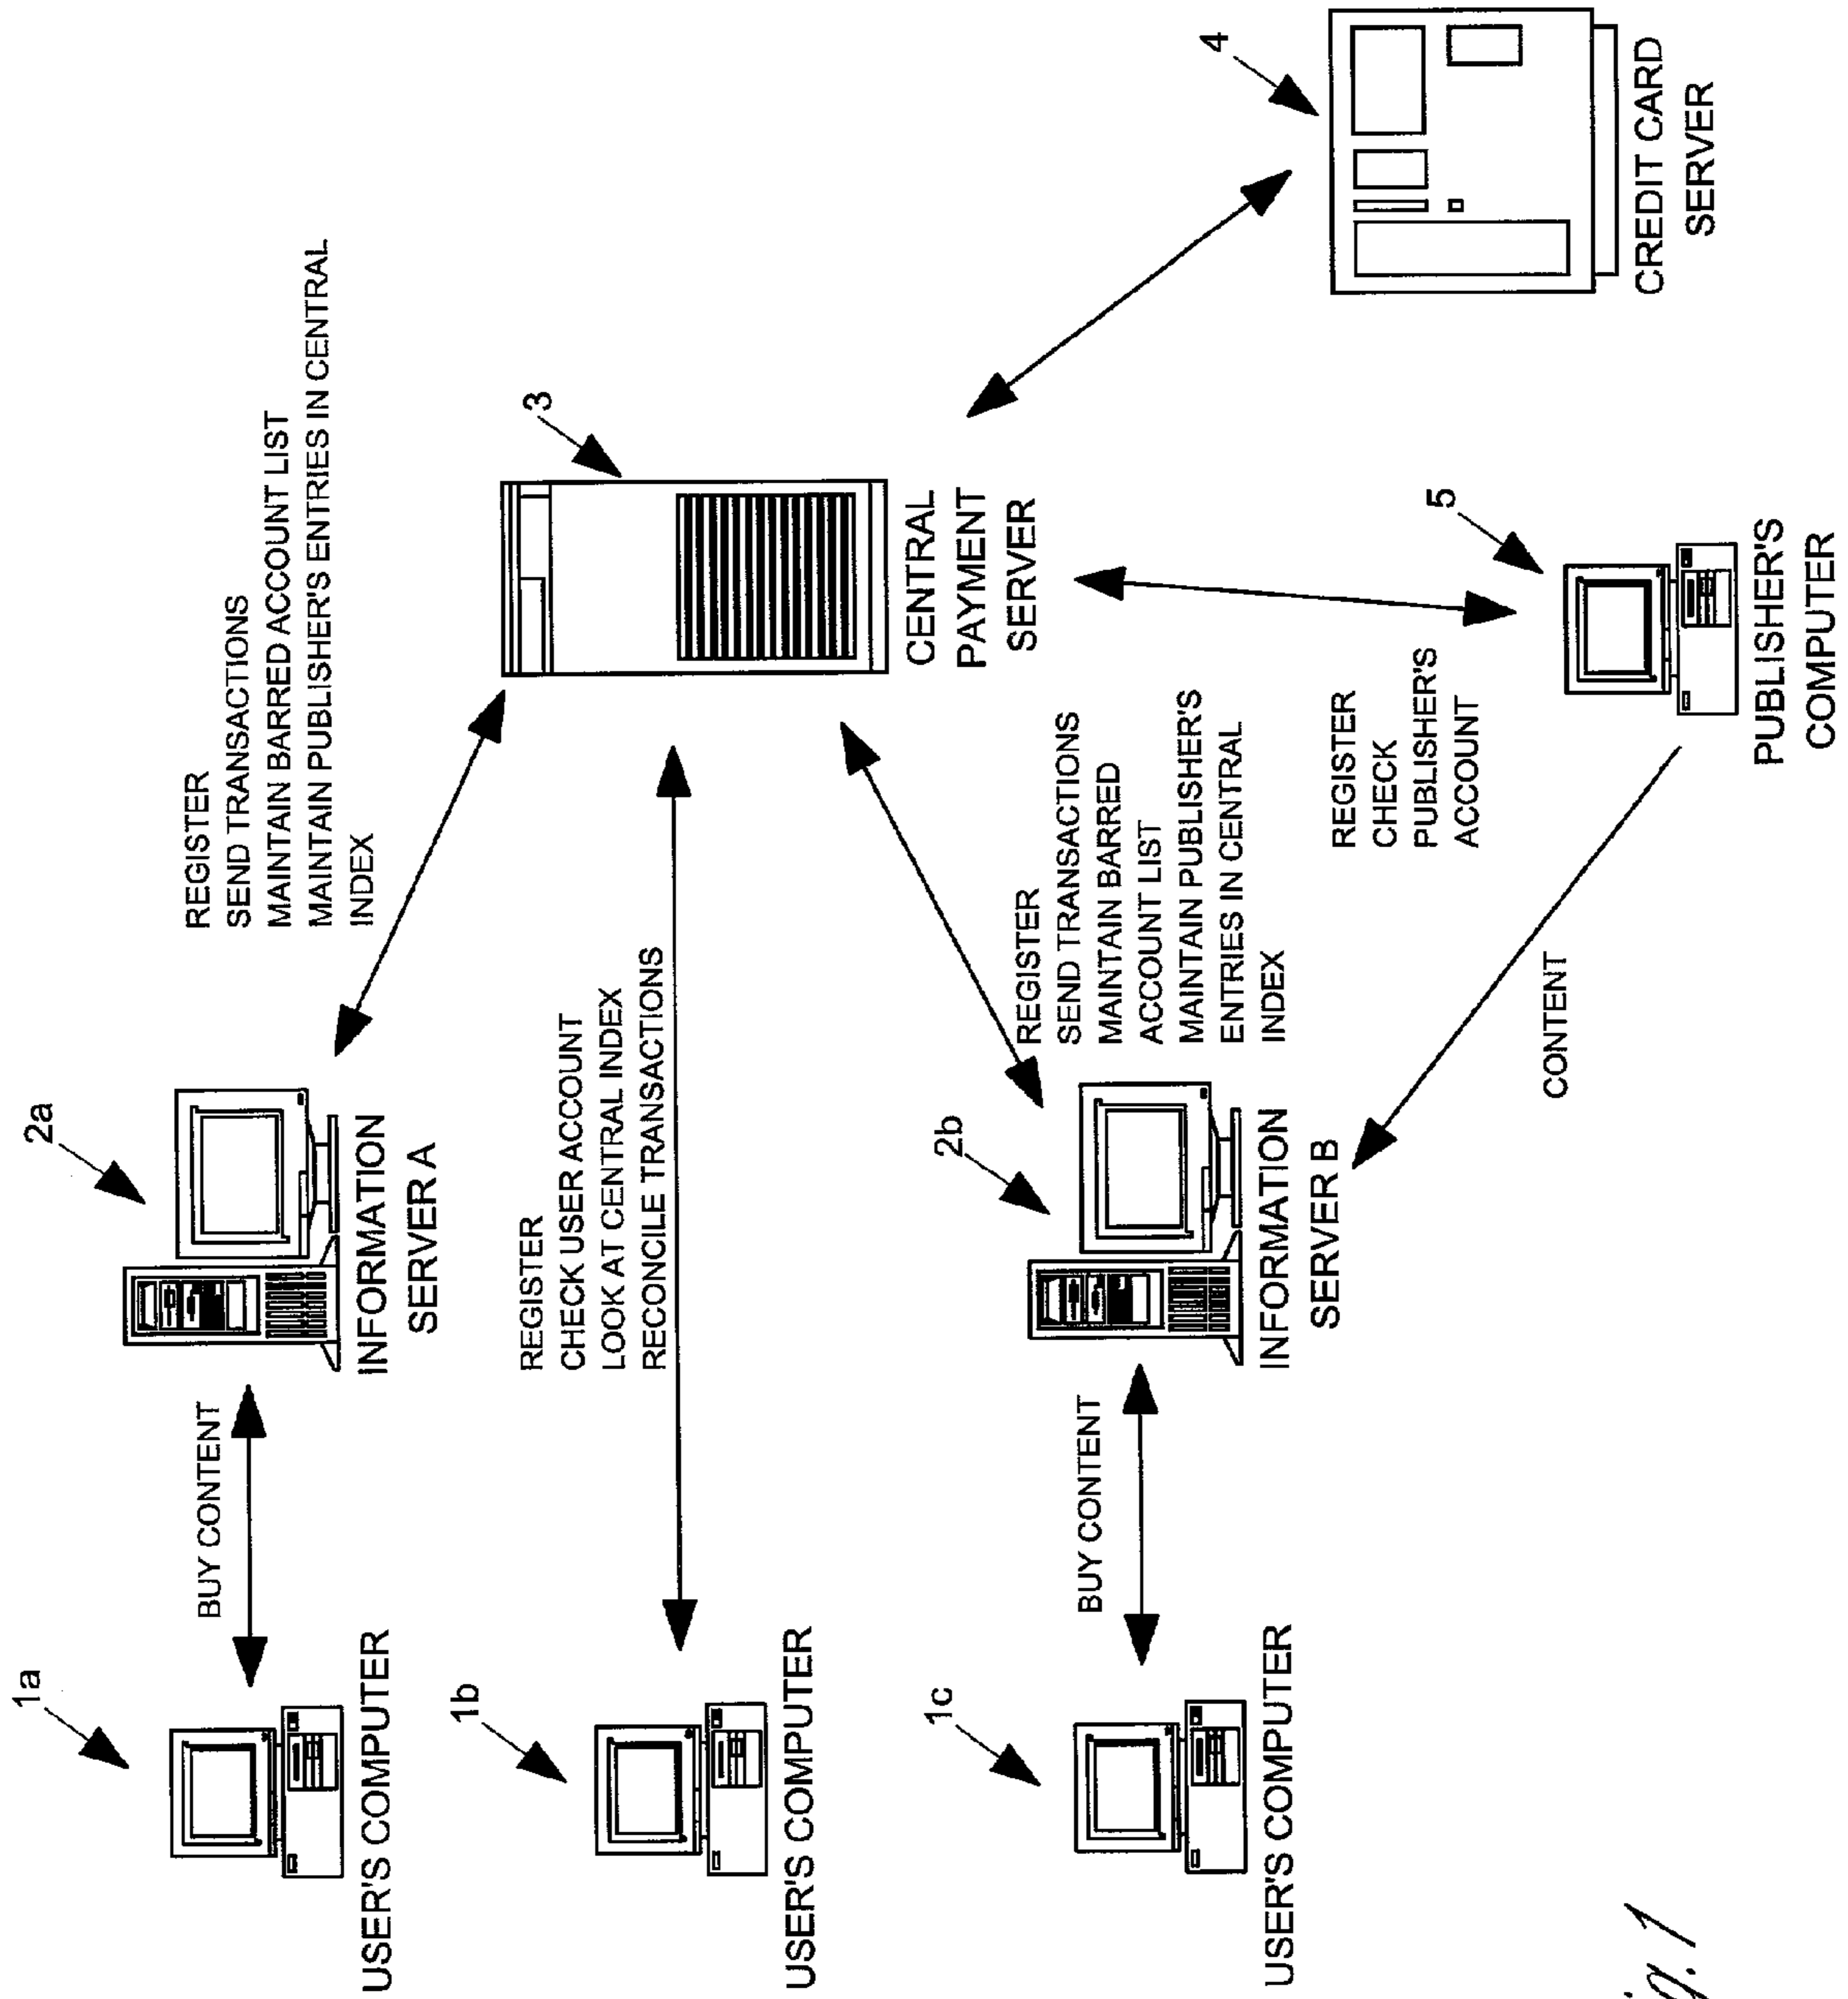 1a
2a
BUY CONTENT
REGISTER
SEND TRANSACTIONS
MAINTAIN BARRED ACCOUNT LIST
MAINTAIN PUBLISHER'S ENTRIES IN CENTRAL
INDEX
USER'S COMPUTER
INFORMATION
SERVER A
1b
REGISTER
CHECK USER ACCOUNT
LOOK AT CENTRAL INDEX
RECONCILE TRANSACTIONS
3
USER'S COMPUTER
CENTRAL
PAYMENT
SERVER
1c
2b
BUY CONTENT
REGISTER
SEND TRANSACTIONS
MAINTAIN BARRED
ACCOUNT LIST
MAINTAIN PUBLISHER'S
ENTRIES IN CENTRAL
INDEX
4
USER'S COMPUTER
INFORMATION
SERVER B
REGISTER
CHECK
PUBLISHER'S
ACCOUNT
5
CONTENT
CREDIT CARD
SERVER
PUBLISHER'S
COMPUTER
ig. 1